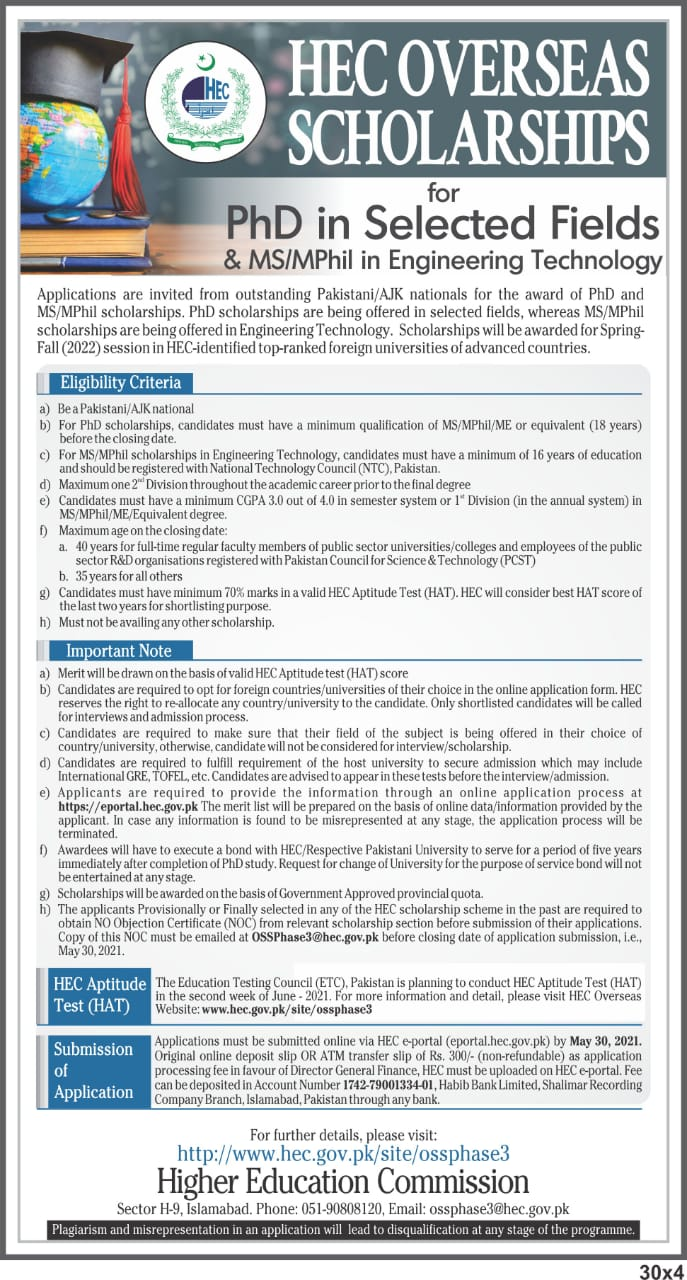 HEC
HEC OVERSEAS
SCHOLARSHIPS
for
PhD in Selected Fields
& MS/MPhil in Engineering Technology
Applications are invited from outstanding Pakistani/AJK nationals for the award of PhD and
MS/MPhil scholarships. PhD scholarships are being offered in selected fields, whereas MS/MPhil
scholarships are being offered in Engineering Technology. Scholarships will be awarded for Spring-
Fall (2022) session in HEC-identified top-ranked foreign universities of advanced countries.
Eligibility Criteria
a) Be a Pakistani/AJK national
b) For PhD scholarships, candidates must have a minimum qualification of MS/MPhil/ME or equivalent (18 years)
before the closing date.
c) For MS/MPhil scholarships in Engineering Technology, candidates must have a minimum of 16 years of education
and should be registered with National Technology Council (NTC), Pakistan.
d) Maximum one 2nd Division throughout the academic career prior to the final degree
e) Candidates must have a minimum CGPA 3.0 out of 4.0 in semester system or 1st Division (in the annual system) in
MS/MPhil/ME/Equivalent degree.
f) Maximum age on the closing date:
a. 40 years for full-time regular faculty members of public sector universities/colleges and employees of the public
sector R&D organisations registered with Pakistan Council for Science & Technology (PCST)
b. 35 years for all others
g) Candidates must have minimum 70% marks in a valid HEC Aptitude Test (HAT). HEC will consider best HAT score of
the last two years for shortlisting purpose.
h) Must not be availing any other scholarship.
Important Note
a) Merit will be drawn on the basis of valid HEC Aptitude test (HAT) score
b) Candidates are required to opt for foreign countries/universities of their choice in the online application form. HEC
reserves the right to re-allocate any country/university to the candidate. Only shortlisted candidates will be called
for interviews and admission process.
c) Candidates are required to make sure that their field of the subject is being offered in their choice of
country/university, otherwise, candidate will not be considered for interview/scholarship.
d) Candidates are required to fulfill requirement of the host university to secure admission which may include
International GRE, TOFEL, etc. Candidates are advised to appear in these tests before the interview/admission.
e) Applicants are required to provide the information through an online application process at
https://eportal.hec.gov.pk The merit list will be prepared on the basis of online data/information provided by the
applicant. In case any information is found to be misrepresented at any stage, the application process will be
terminated.
f) Awardees will have to execute a bond with HEC/Respective Pakistani University to serve for a period of five years
immediately after completion of PhD study. Request for change of University for the purpose of service bond will not
be entertained at any stage.
g) Scholarships will be awarded on the basis of Government Approved provincial quota.
h) The applicants Provisionally or Finally selected in any of the HEC scholarship scheme in the past are required to
obtain NO Objection Certificate (NOC) from relevant scholarship section before submission of their applications.
Copy of this NOC must be emailed at OSSPhase3@hec.gov.pk before closing date of application submission, i.e.,
May 30, 2021.
HEC Aptitude
Test (HAT)
The Education Testing Council (ETC), Pakistan is planning to conduct HEC Aptitude Test (HAT)
in the second week of June - 2021. For more information and detail, please visit HEC Overseas
Website: www.hec.gov.pk/site/ossphase3
Submission
of
Application
Applications must be submitted online via HEC e-portal (eportal.hec.gov.pk) by May 30, 2021.
Original online deposit slip OR ATM transfer slip of Rs. 300/- (non-refundable) as application
processing fee in favour of Director General Finance, HEC must be uploaded on HEC e-portal. Fee
can be deposited in Account Number 1742-79001334-01, Habib Bank Limited, Shalimar Recording
Company Branch, Islamabad, Pakistan through any bank.
For further details, please visit:
http://www.hec.gov.pk/site/ossphase3
Higher Education Commission
Sector H-9, Islamabad. Phone: 051-90808120, Email: ossphase3@hec.gov.pk
Plagiarism and misrepresentation in an application will lead to disqualification at any stage of the programme.
30x4